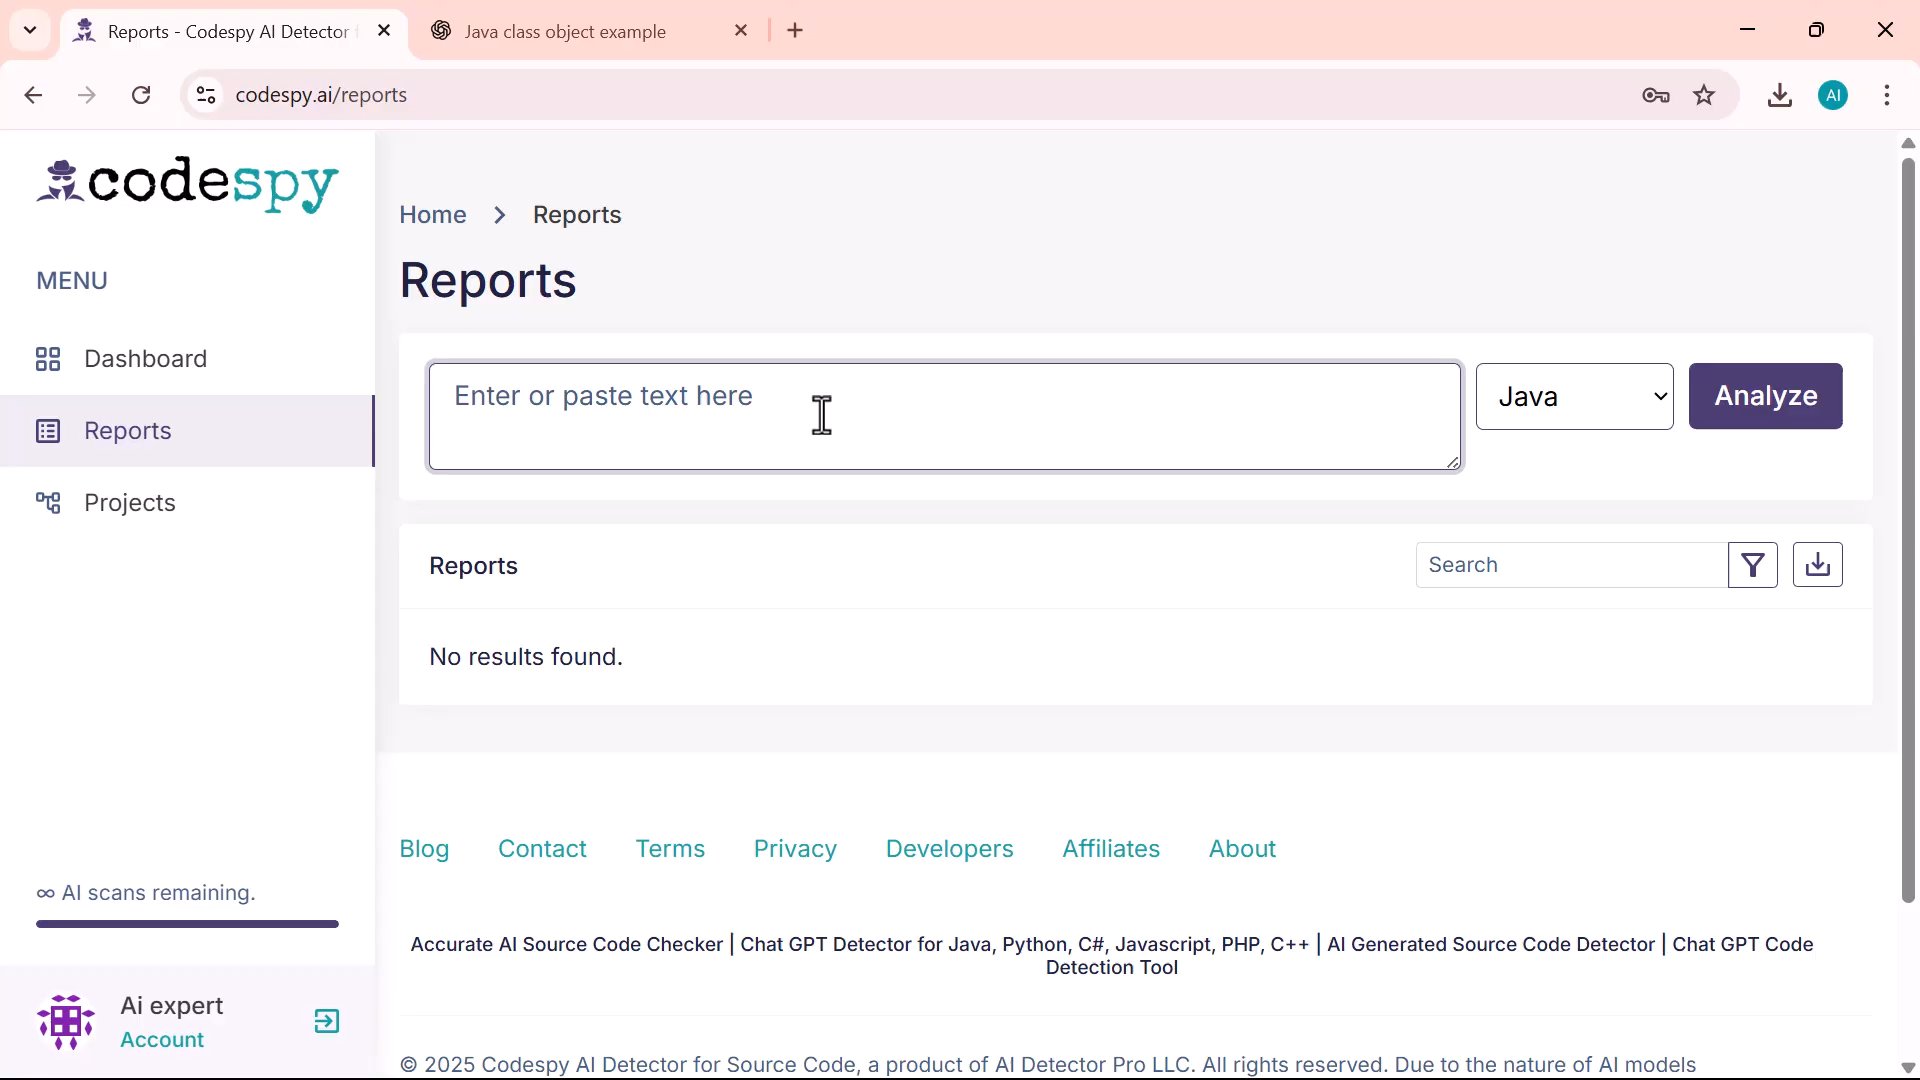 Reports - Codespy AI Detector
Java class object example
codespy.ai/reports
AI
codespy
MENU
Dashboard
Reports
Projects
∞ AI scans remaining.
Ai expert
Account
Home > Reports
Reports
Enter or paste text here
Java
Analyze
Reports
Search
No results found.
Blog Contact Terms Privacy Developers Affiliates About
Accurate AI Source Code Checker | Chat GPT Detector for Java, Python, C#, Javascript, PHP, C++ | AI Generated Source Code Detector | Chat GPT Code
Detection Tool
© 2025 Codespy AI Detector for Source Code, a product of AI Detector Pro LLC. All rights reserved. Due to the nature of AI models